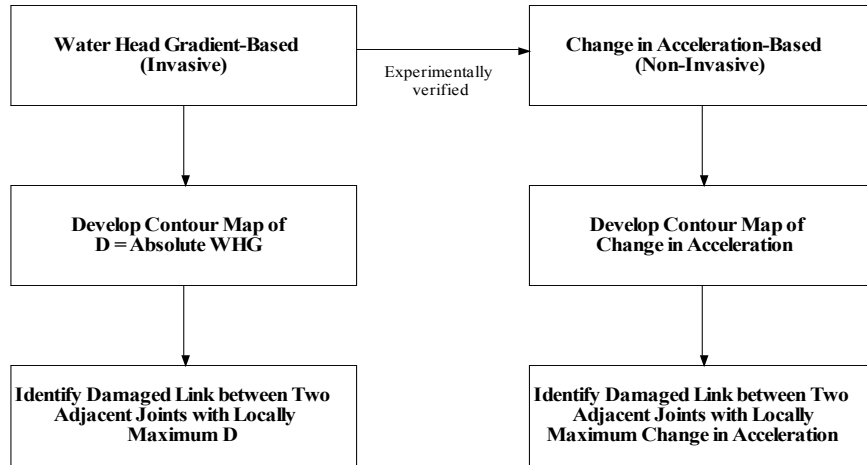 Water Head Gradient-Based
(Invasive)
Experimentally
verified
Change in Acceleration-Based
(Non-Invasive)
Develop Contour Map of
D = Absolute WHG
Develop Contour Map of
Change in Acceleration
Identify Damaged Link between Two
Adjacent Joints with Locally
Maximum D
Identify Damaged Link between Two
Adjacent Joints with Locally
Maximum Change in Acceleration